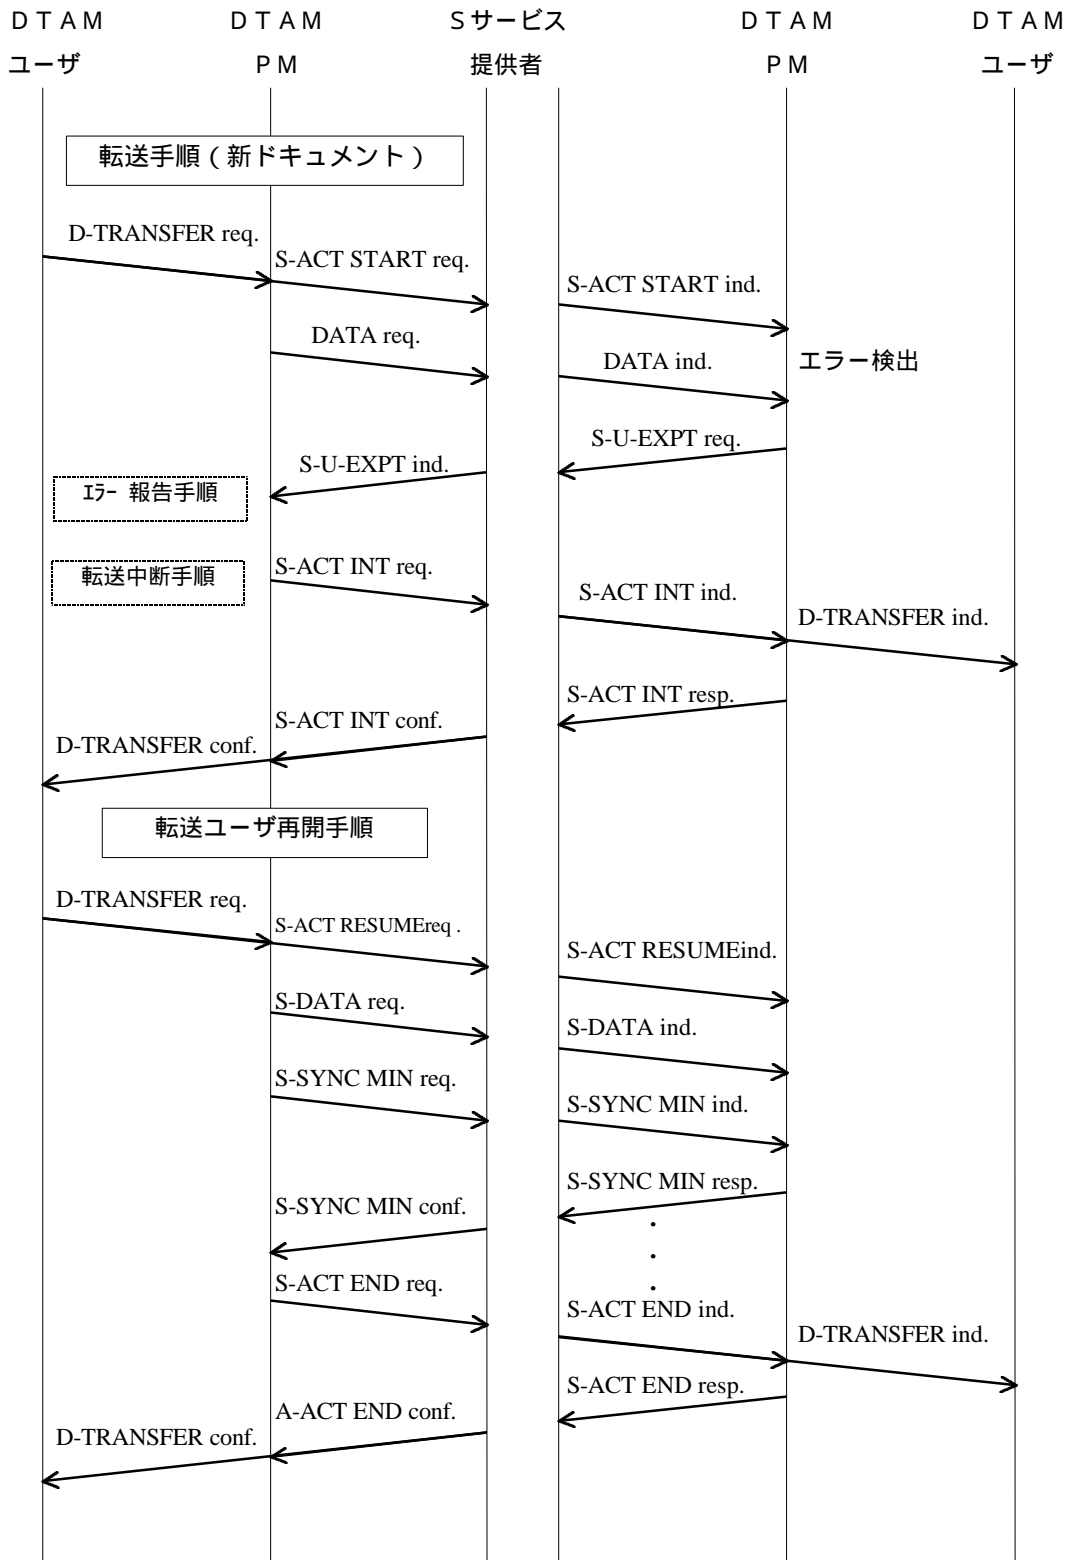 ＤＴＡＭ ＤＴＡＭ Ｓサービス ＤＴＡＭ ＤＴＡＭ
ユーザ ＰＭ 提供者 ＰＭ ユーザ
転送手順（新ドキュメント）
D-TRANSFER req.
S-ACT START req.
S-ACT START ind.
DATA req.
DATA ind.
エラー検出
S-U-EXPT req.
S-U-EXPT ind.
ｴﾗｰ 報告手順
転送中断手順
S-ACT INT req.
S-ACT INT ind.
D-TRANSFER ind.
S-ACT INT resp.
S-ACT INT conf.
D-TRANSFER conf.
転送ユーザ再開手順
D-TRANSFER req.
S-ACT RESUMEreq .
S-ACT RESUMEind.
S-DATA req.
S-DATA ind.
S-SYNC MIN req.
S-SYNC MIN ind.
S-SYNC MIN resp.
S-SYNC MIN conf.
・
・
・
S-ACT END req.
S-ACT END ind.
D-TRANSFER ind.
S-ACT END resp.
A-ACT END conf.
D-TRANSFER conf.